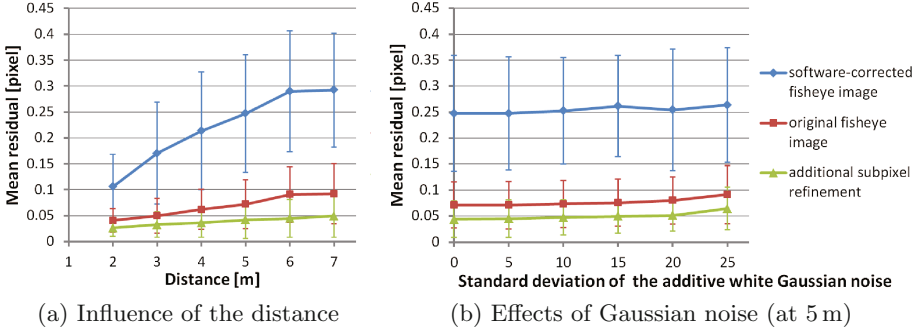 Mean residual [pixel]
0.45
0.4
0.35
0.3
0.25
0.2
0.15
0.1
0.05
0
1 2 3 4 5 6 7
Distance [m]
(a) Influence of the distance
Mean residual [pixel]
0.45
0.4
0.35
0.3
0.25
0.2
0.15
0.1
0.05
0
0 5 10 15 20 25
Standard deviation of the additive white Gaussian noise
(b) Effects of Gaussian noise (at 5 m)
software-corrected
fisheye image
original fisheye
image
additional subpixel
refinement